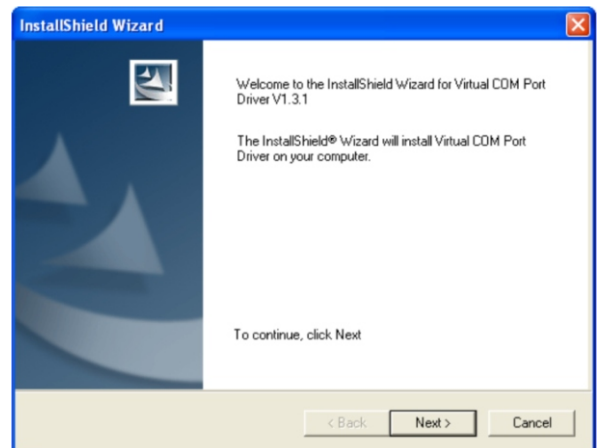 InstallShield Wizard
Welcome to the InstallShield Wizard for Virtual COM Port
Driver V1.3.1
The InstallShield® Wizard will install Virtual COM Port
Driver on your computer.
To continue, click Next
< Back
Next >
Cancel